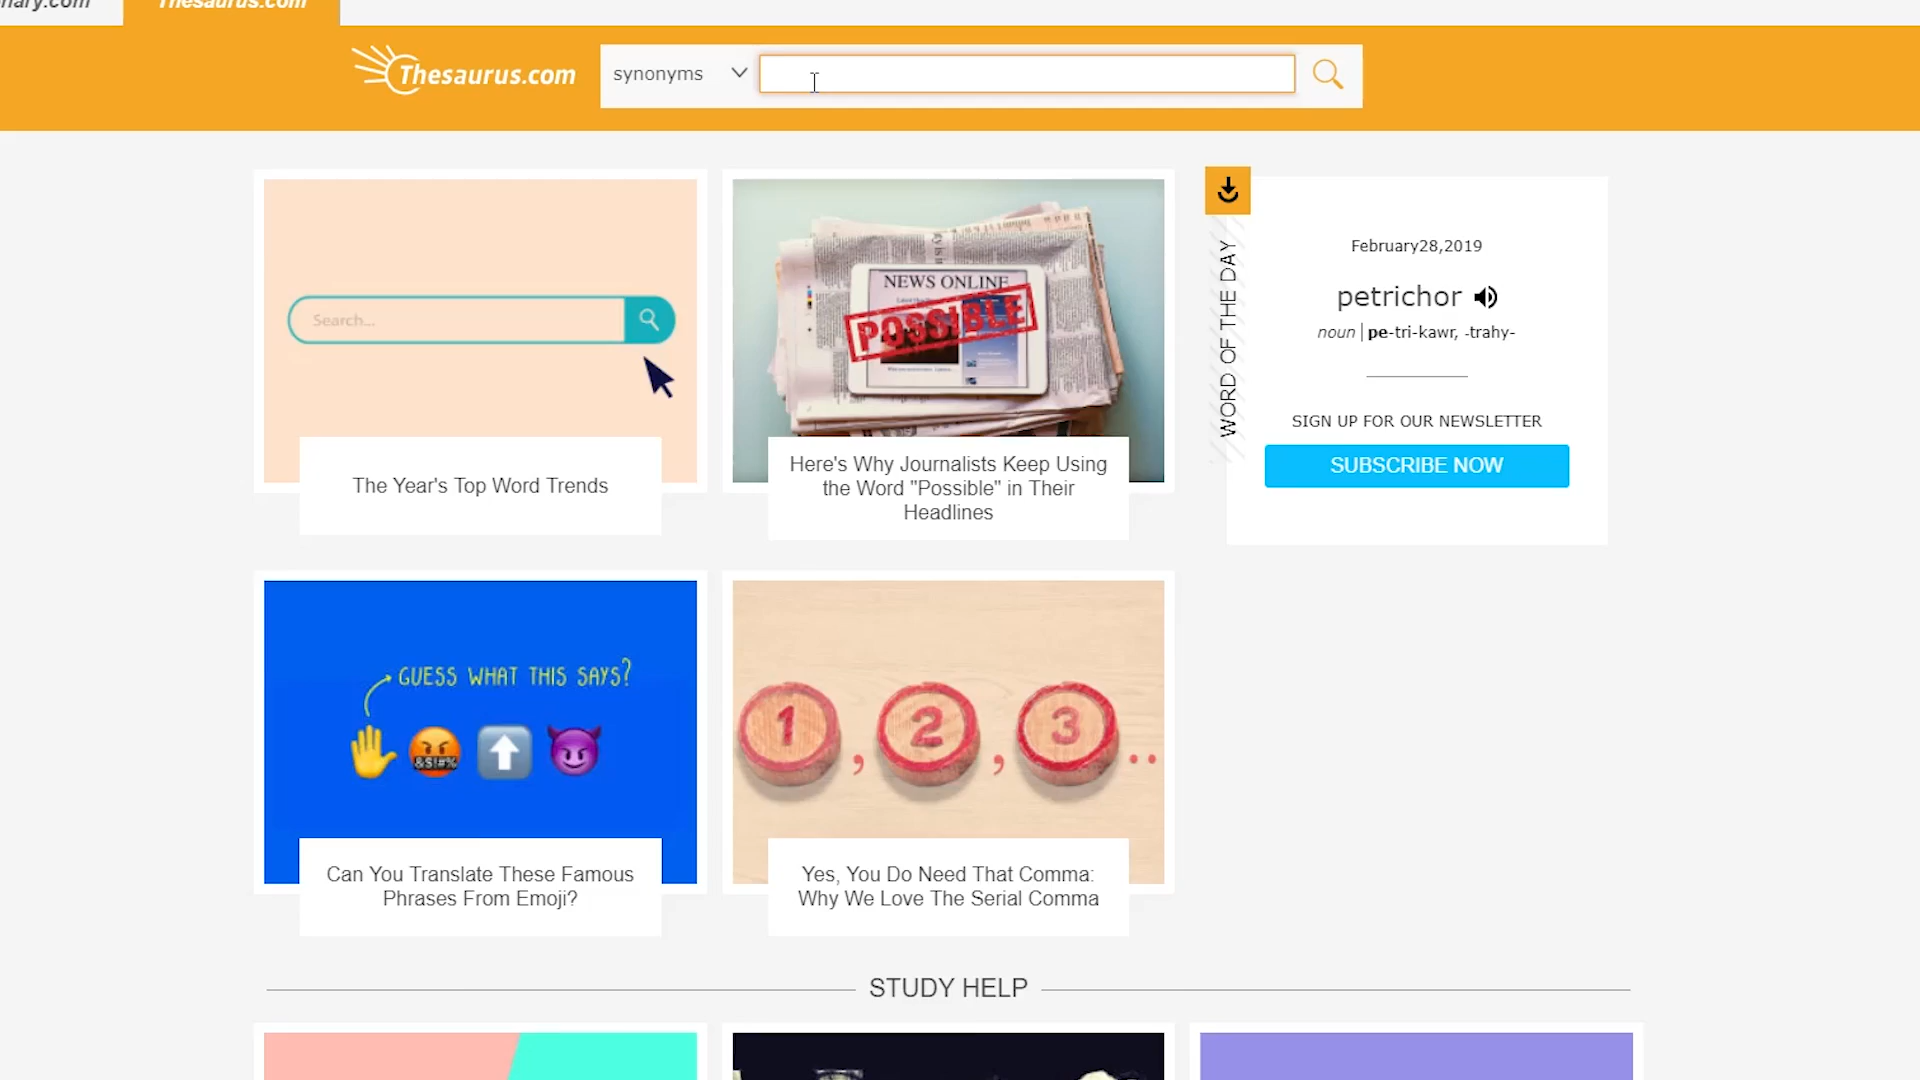 Thesaurus.com
Thesaurus.com
synonyms
Search...
The Year's Top Word Trends
NEWS ONLINE
POSSIBLE
Here's Why Journalists Keep Using
the Word "Possible" in Their
Headlines
WORD OF THE DAY
February28,2019
petrichor
noun | pe-tri-kawr, -trahy-
SIGN UP FOR OUR NEWSLETTER
SUBSCRIBE NOW
GUESS WHAT THIS SAYS?
&$!#%
Can You Translate These Famous
Phrases From Emoji?
1, 2, 3..
Yes, You Do Need That Comma:
Why We Love The Serial Comma
STUDY HELP